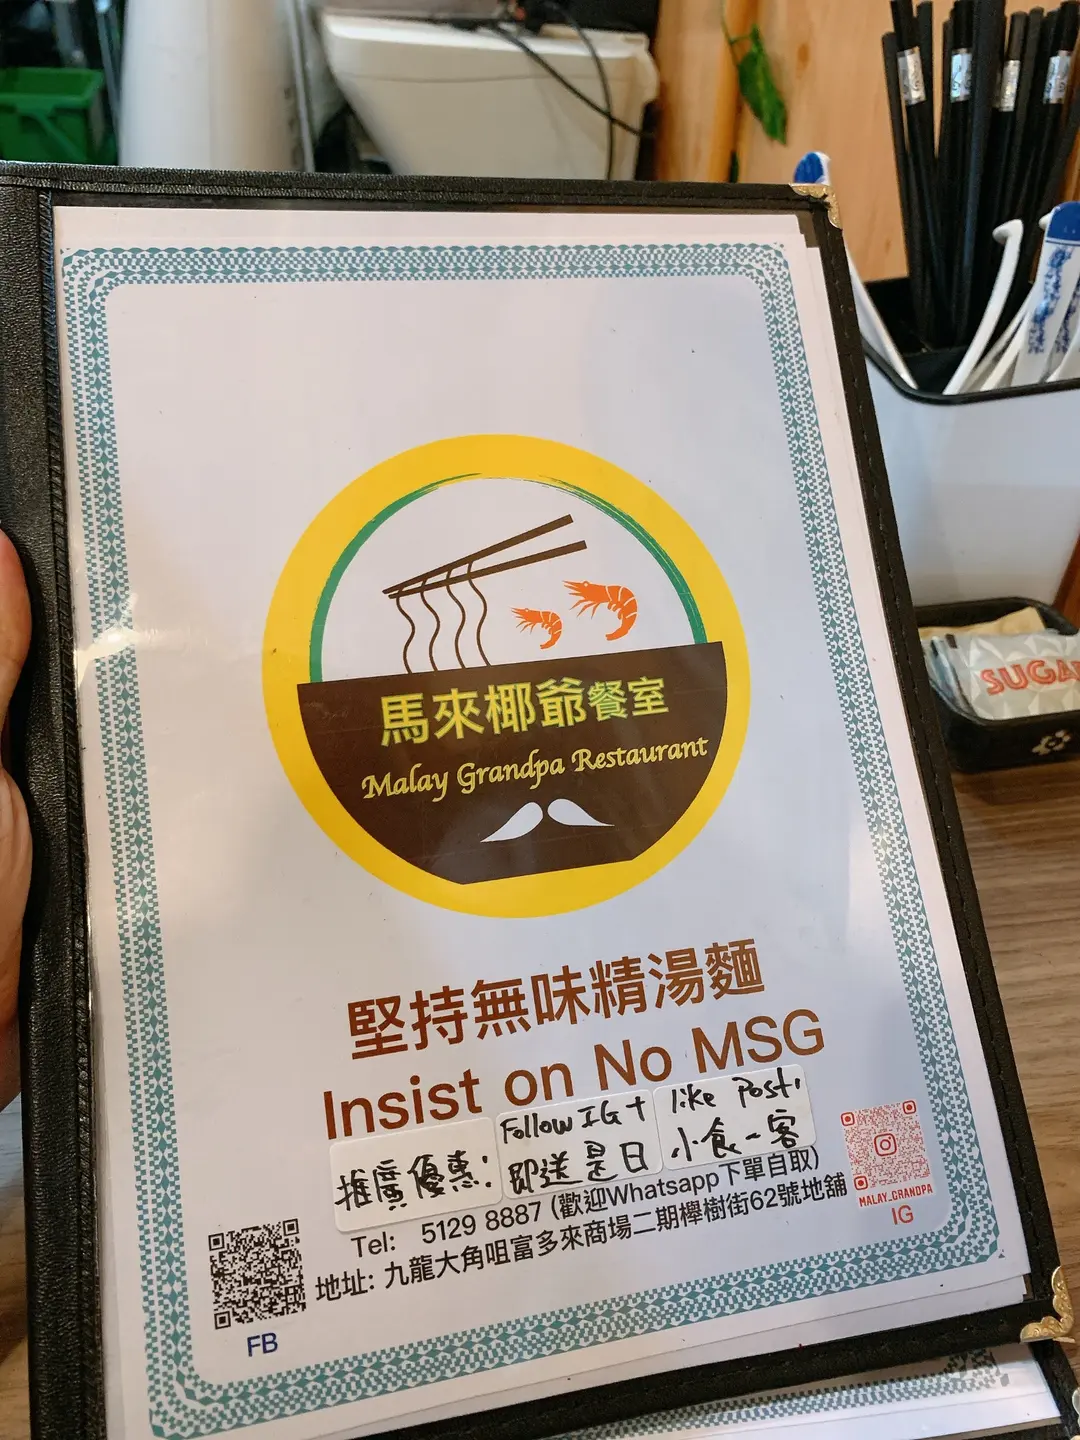 馬來椰爺餐室
Malay Grandpa Restaurant
堅持無味精湯麵
Insist on No MSG
推廣優惠: Follow IG + like Post,
即送是日小食一客
Tel: 5129 8887 (歡迎Whatsapp下單自取)
地址: 九龍大角咀富多來商場二期櫸樹街62號地舖
FB
MALAY_GRANDPA
IG
SUGA